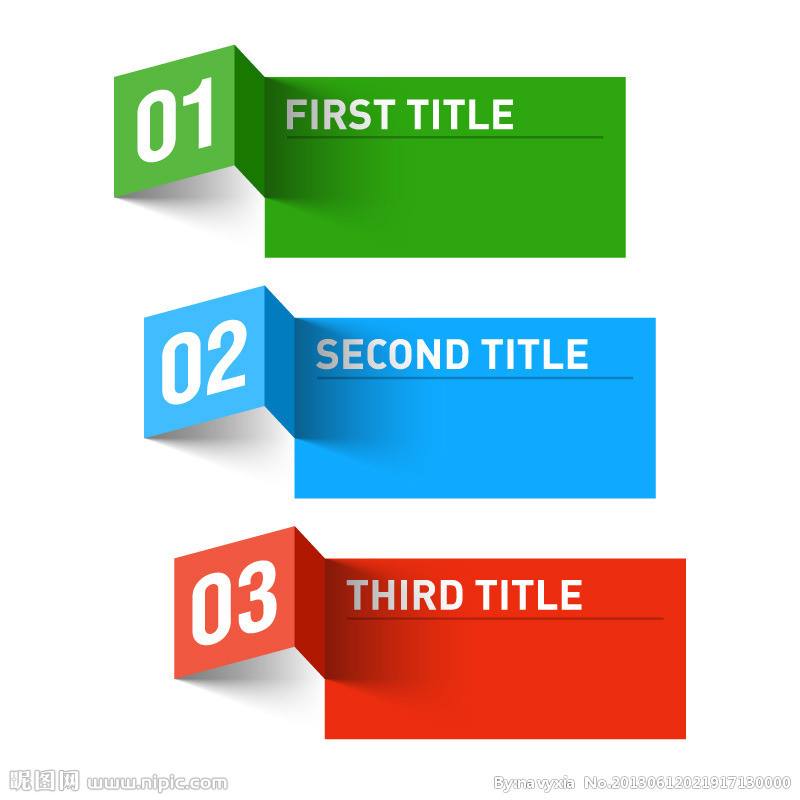 01
FIRST TITLE
02
SECOND TITLE
03
THIRD TITLE
昵图网 www.nipic.com
By:navyxia No.20130612021917130000